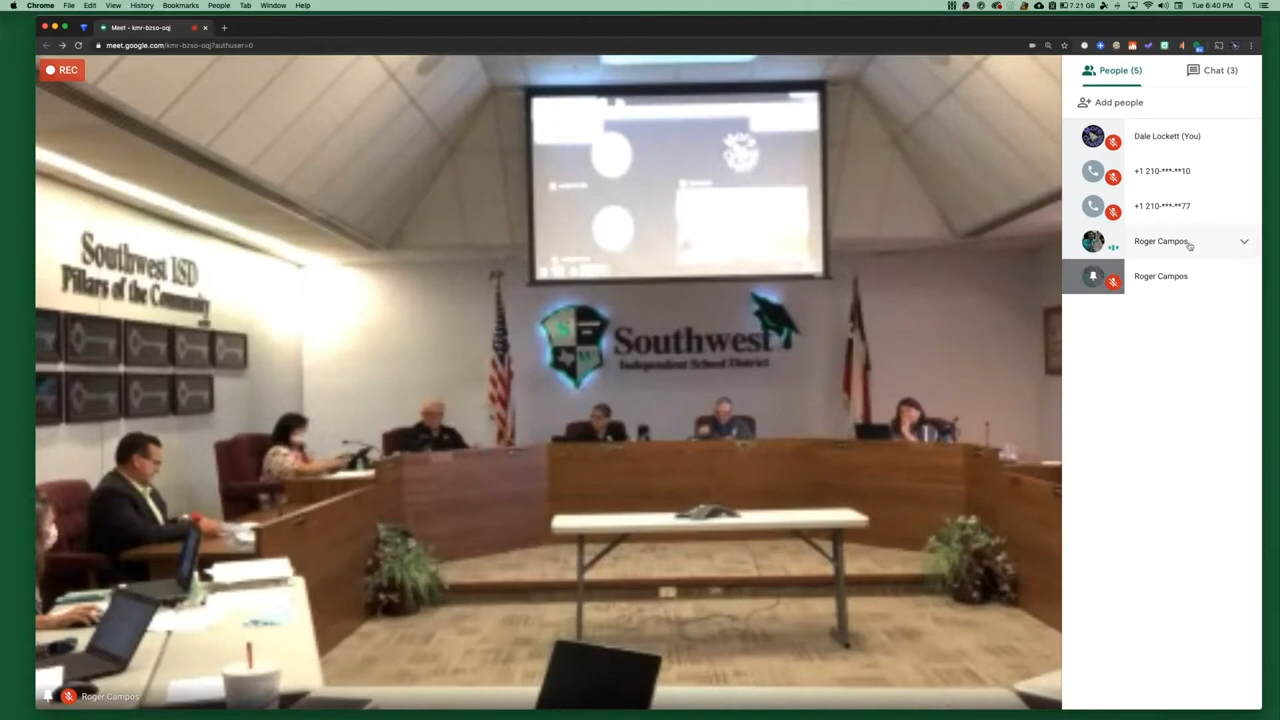 Chrome File Edit View History Bookmarks People Tab Window Help 7.21 GB Tue 6:40 PM
Meet - kmr-bzso-oqj
meet.google.com/kmr-bzso-oqj?authuser=0
REC
People (5) Chat (3)
Add people
Dale Lockett (You)
+1 210-***-**10
+1 210-***-**77
Roger Campos
Roger Campos
Southwest ISD
Pillars of the Community
S
W
Southwest
Independent School District
Roger Campos